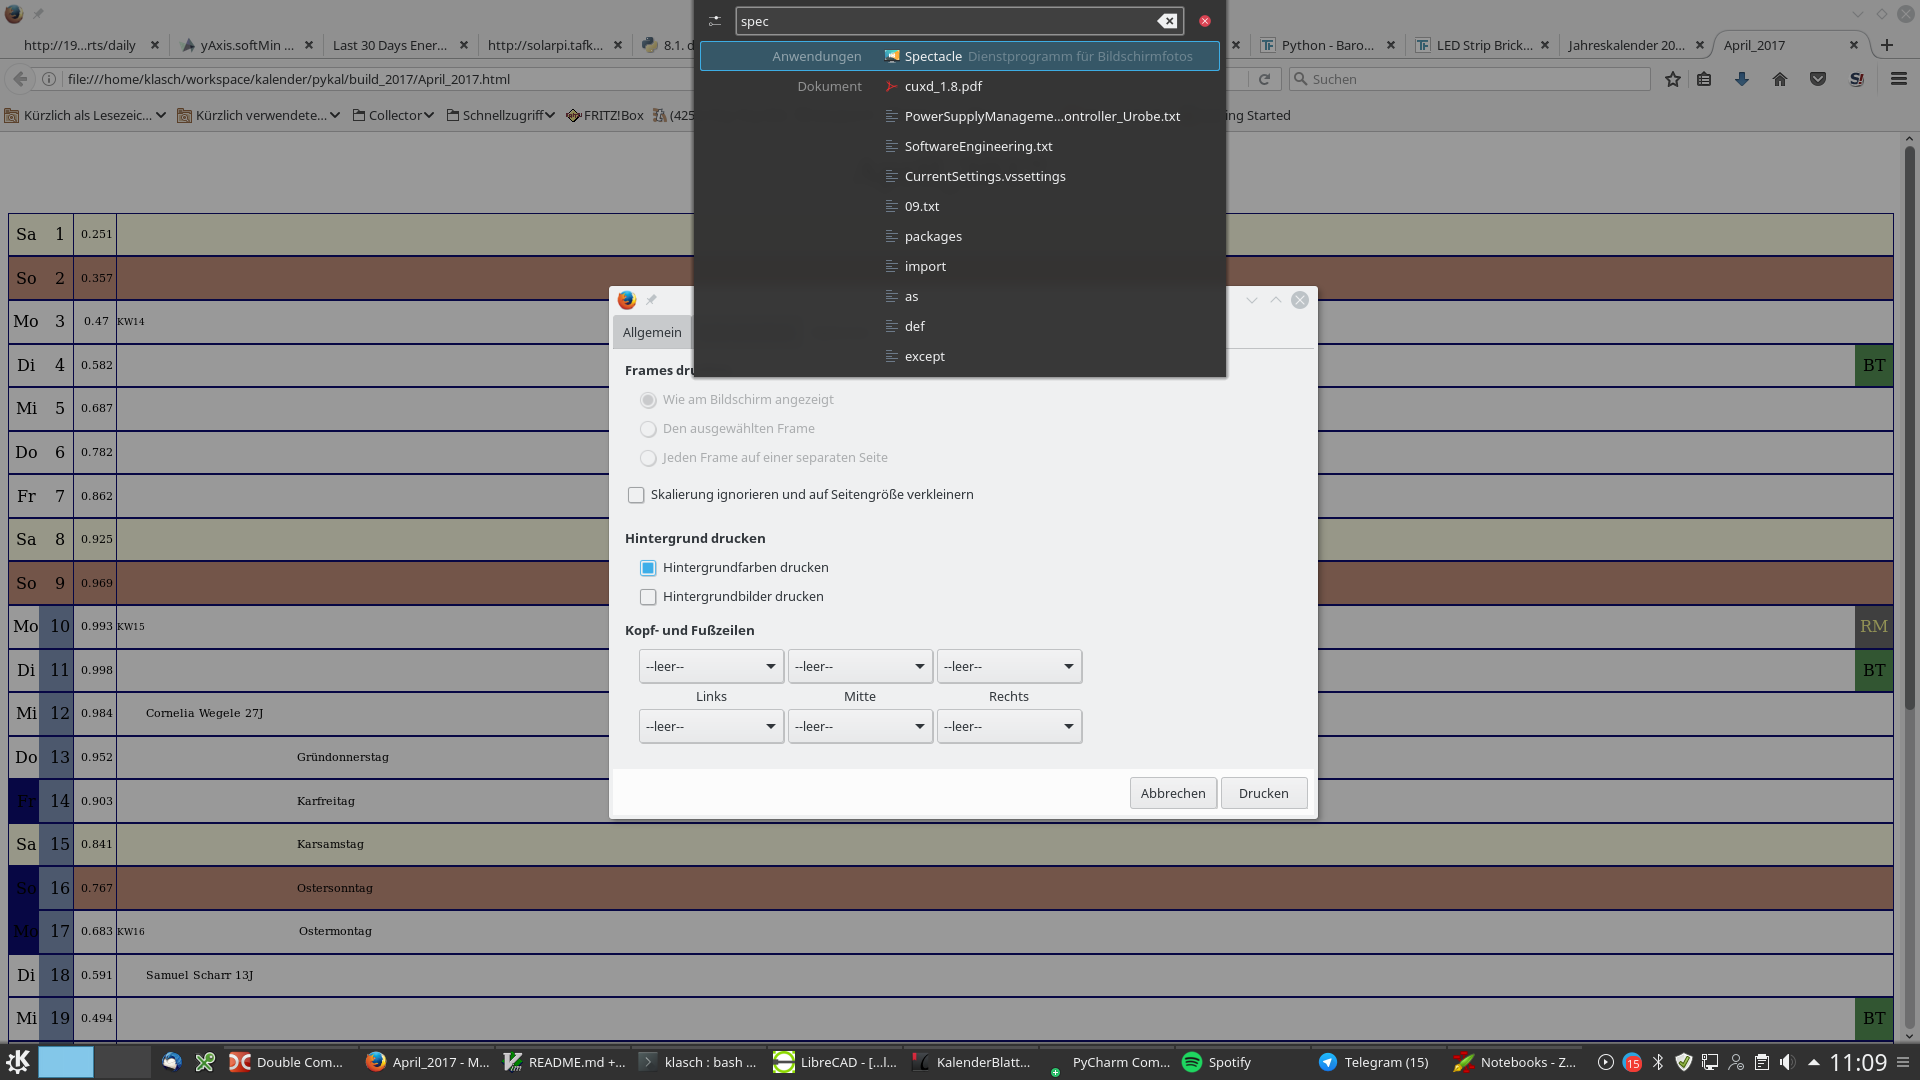 spec
http://19...rts/daily
yAxis.softMin ...
Last 30 Days Ener...
http://solarpi.tafk...
8.1. d
Python - Baro...
LED Strip Brick...
Jahreskalender 20...
April_2017
file:///home/klasch/workspace/kalender/pykal/build_2017/April_2017.html
Suchen
Kürzlich als Lesezeic...
Kürzlich verwendete...
Collector
Schnellzugriff
FRITZ!Box
(425
ng Started
Anwendungen Spectacle Dienstprogramm für Bildschirmfotos
Dokument cuxd_1.8.pdf
PowerSupplyManageme...ontroller_Urobe.txt
SoftwareEngineering.txt
CurrentSettings.vssettings
09.txt
packages
import
as
def
except
Sa 1 0.251
So 2 0.357
Mo 3 0.47 KW14
Di 4 0.582 BT
Mi 5 0.687
Do 6 0.782
Fr 7 0.862
Sa 8 0.925
So 9 0.969
Mo 10 0.993 KW15 RM
Di 11 0.998 BT
Mi 12 0.984 Cornelia Wegele 27J
Do 13 0.952 Gründonnerstag
Fr 14 0.903 Karfreitag
Sa 15 0.841 Karsamstag
So 16 0.767 Ostersonntag
Mo 17 0.683 KW16 Ostermontag
Di 18 0.591 Samuel Scharr 13J
Mi 19 0.494 BT
Allgemein
Frames dru
Wie am Bildschirm angezeigt
Den ausgewählten Frame
Jeden Frame auf einer separaten Seite
Skalierung ignorieren und auf Seitengröße verkleinern
Hintergrund drucken
Hintergrundfarben drucken
Hintergrundbilder drucken
Kopf- und Fußzeilen
--leer-- --leer-- --leer--
Links Mitte Rechts
--leer-- --leer-- --leer--
Abbrechen Drucken
Double Com...
April_2017 - M...
README.md +...
klasch : bash ...
LibreCAD - [...l...
KalenderBlatt...
PyCharm Com...
Spotify
Telegram (15)
Notebooks - Z...
15
11:09